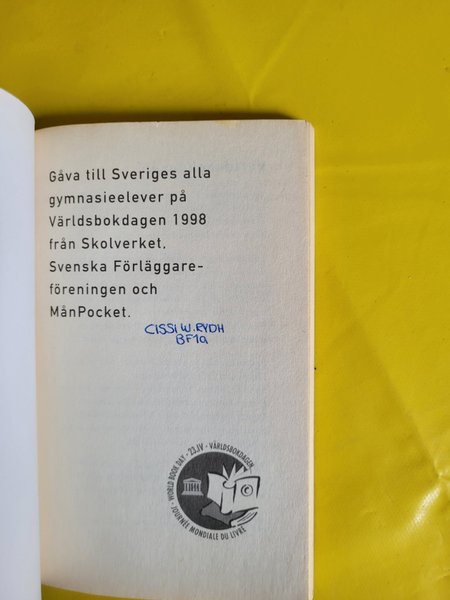 Gåva till Sveriges alla
gymnasieelever på
Världsbokdagen 1998
från Skolverket,
Svenska Förläggare-
föreningen och
MånPocket.
CISSI W. RYDH
BF1a
WORLD BOOK DAY · 23.IV · VÄRLDSBOKDAGEN
· JOURNÉE MONDIALE DU LIVRE
©